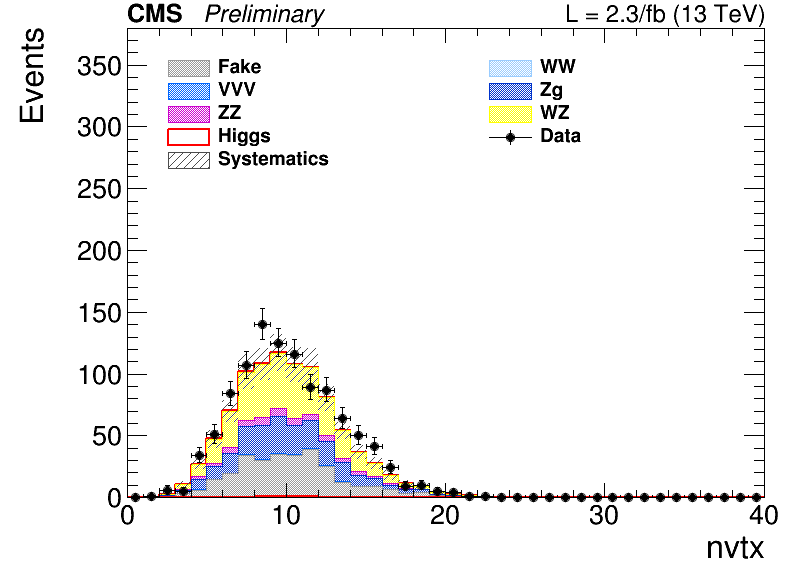 CMS Preliminary L = 2.3/fb (13 TeV)
Events
350
300
250
200
150
100
50
0
Fake WW
VVV Zg
ZZ WZ
Higgs Data
Systematics
0 10 20 30 40
nvtx